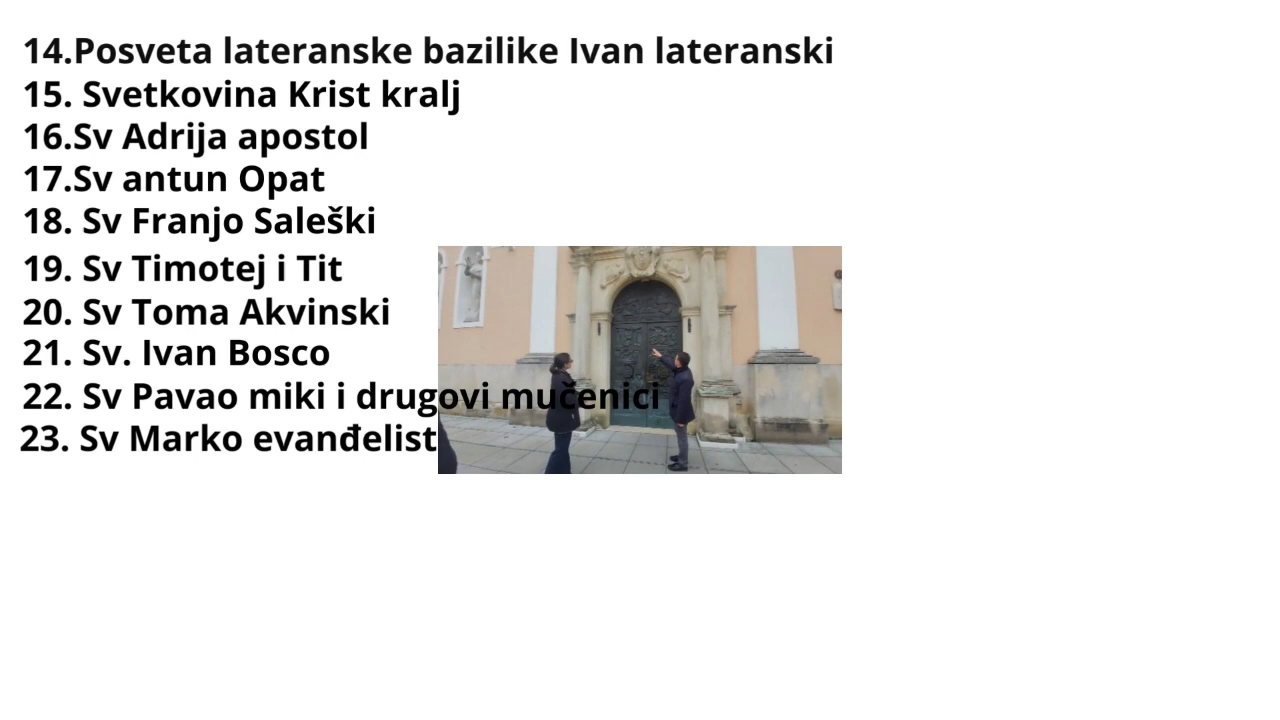 14.Posveta lateranske bazilike Ivan lateranski
15. Svetkovina Krist kralj
16.Sv Adrija apostol
17.Sv antun Opat
18. Sv Franjo Saleški
19. Sv Timotej i Tit
20. Sv Toma Akvinski
21. Sv. Ivan Bosco
22. Sv Pavao miki i drugovi mučenici
23. Sv Marko evanđelist